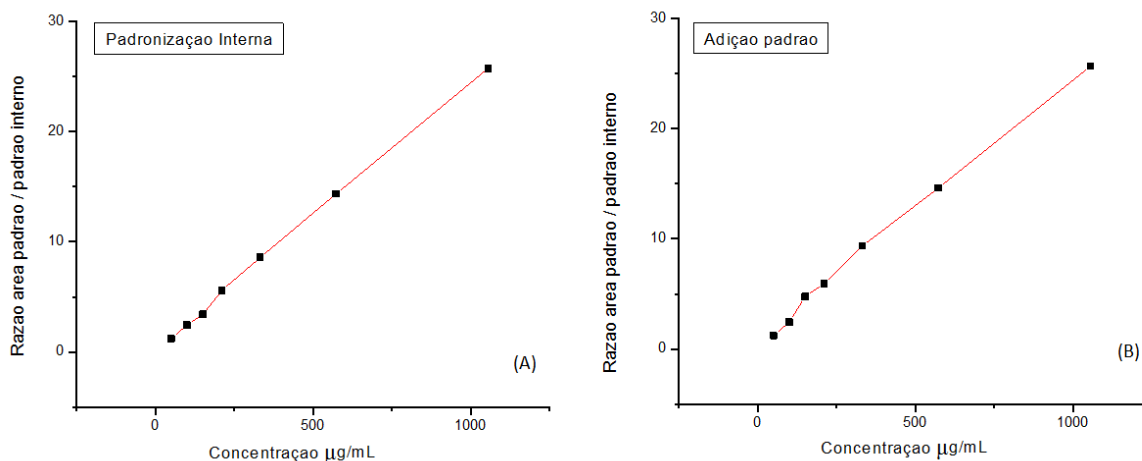 Padronizaçao Interna
Razao area padrao / padrao interno
30
20
10
0
0
500
1000
Concentraçao μg/mL
(A)
Adiçao padrao
Razao area padrao / padrao interno
30
20
10
0
0
500
1000
Concentraçao μg/mL
(B)